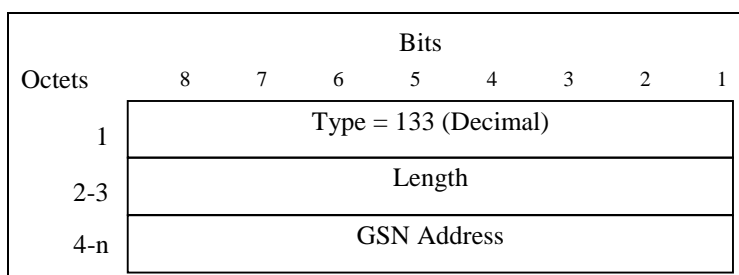 Bits
Octets 8 7 6 5 4 3 2 1
1 Type = 133 (Decimal)
2-3 Length
4-n GSN Address